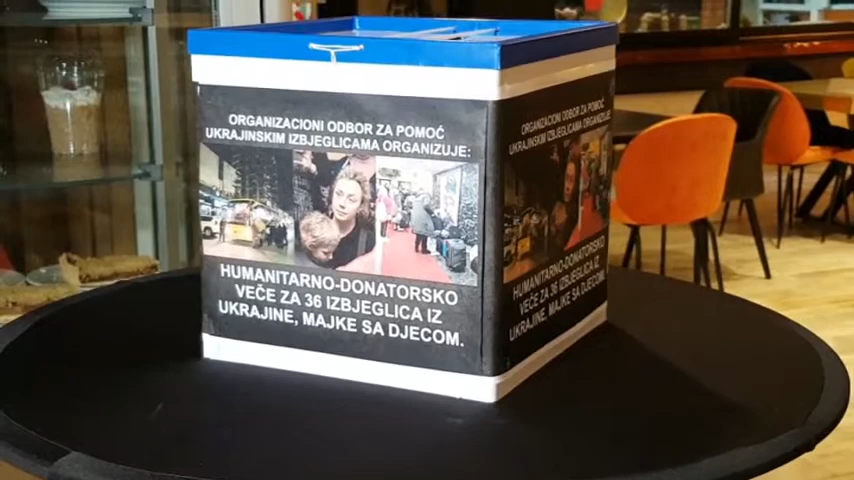 ORGANIZACIONI ODBOR ZA POMOĆ
UKRAJINSKIM IZBJEGLICAMA ORGANIZUJE:
HUMANITARNO-DONATORSKO
VEČE ZA 36 IZBJEGLICA IZ
UKRAJINE, MAJKE SA DJECOM.
ORGANIZACIONI ODBOR ZA POMOĆ
UKRAJINSKIM IZBJEGLICAMA ORGANIZUJE:
HUMANITARNO-DONATORSKO
VEČE ZA 36 IZBJEGLICA IZ
UKRAJINE, MAJKE SA DJECOM.